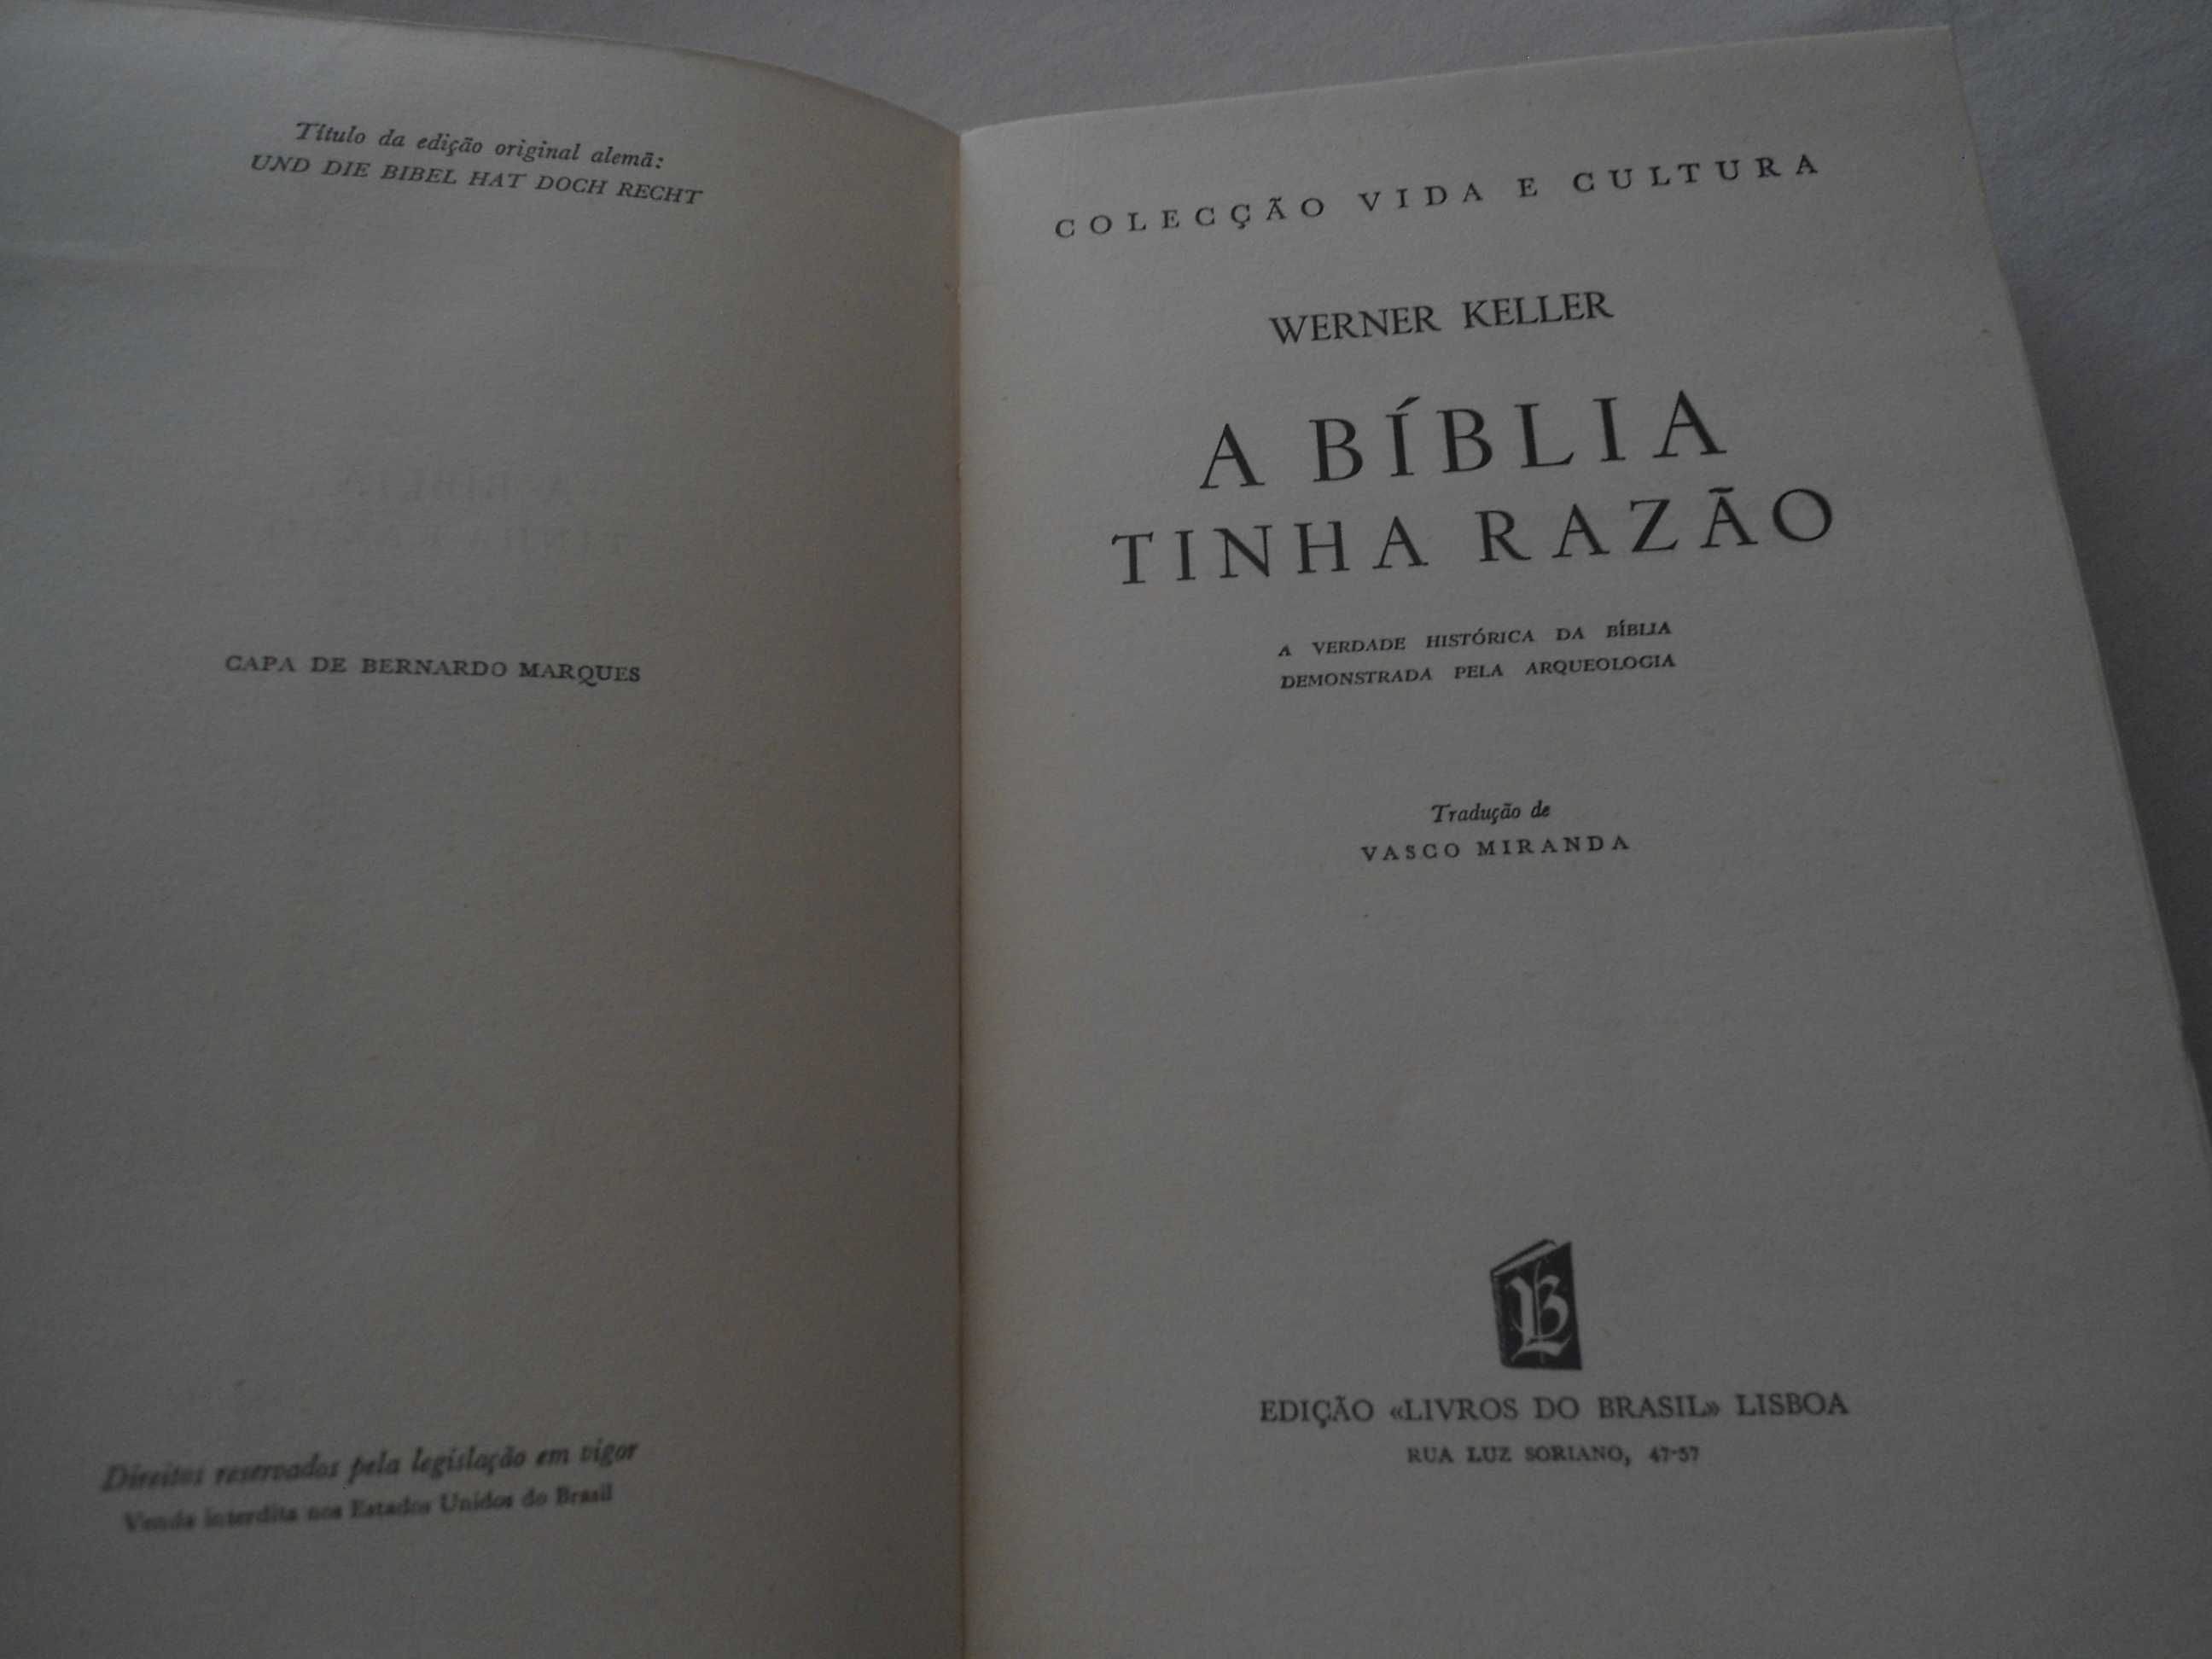 Título da edição original alemã:
UND DIE BIBEL HAT DOCH RECHT
CAPA DE BERNARDO MARQUES
Direitos reservados pela legislação em vigor
Venda interdita nos Estados Unidos do Brasil
COLECÇÃO VIDA E CULTURA
WERNER KELLER
A BÍBLIA
TINHA RAZÃO
A VERDADE HISTÓRICA DA BÍBLIA
DEMONSTRADA PELA ARQUEOLOGIA
Tradução de
VASCO MIRANDA
LB
EDIÇÃO «LIVROS DO BRASIL» LISBOA
RUA LUZ SORIANO, 47-57